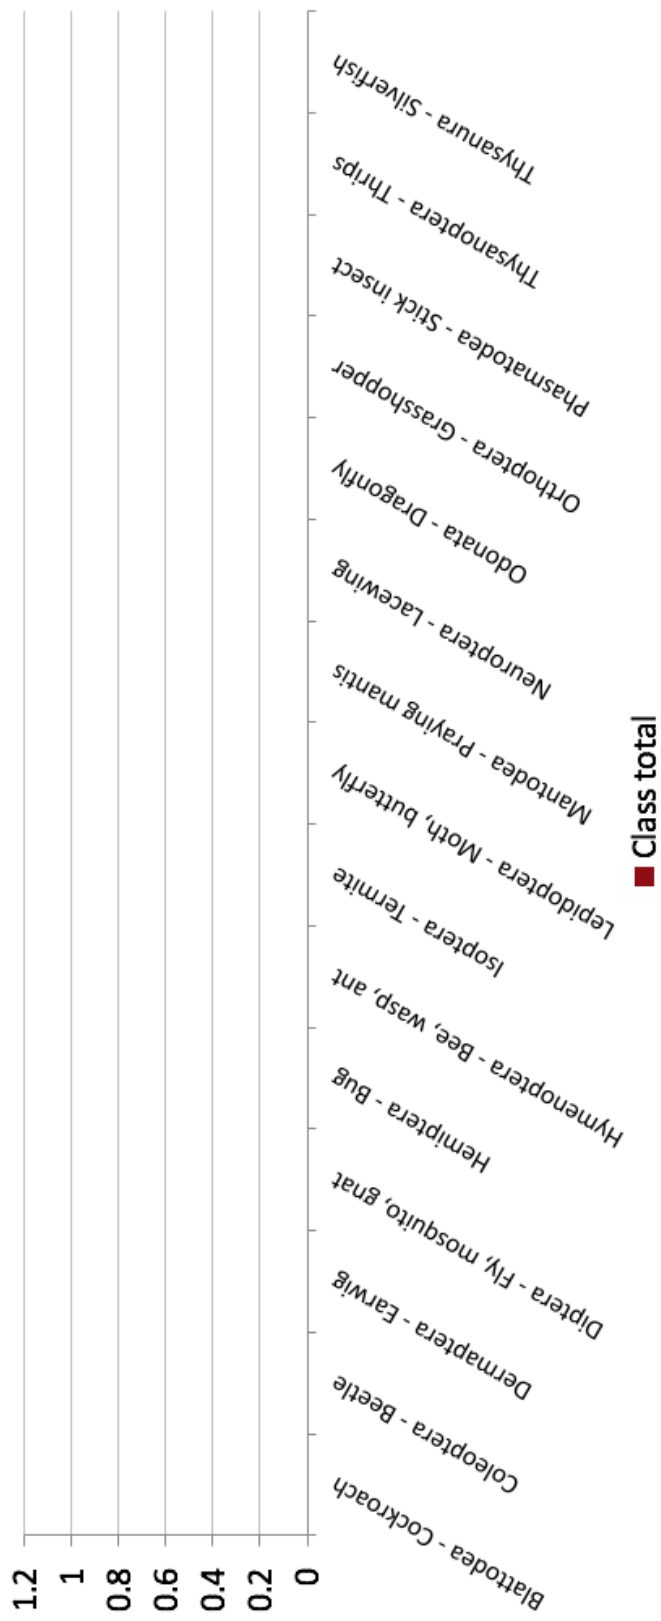 1.2
1
0.8
0.6
0.4
0.2
0
Blattodea - Cockroach
Coleoptera - Beetle
Dermaptera - Earwig
Diptera - Fly, mosquito, gnat
Hemiptera - Bug
Hymenoptera - Bee, wasp, ant
Isoptera - Termite
Lepidoptera - Moth, butterfly
Mantodea - Praying mantis
Neuroptera - Lacewing
Odonata - Dragonfly
Orthoptera - Grasshopper
Phasmatodea - Stick insect
Thysanoptera - Thrips
Thysanura - Silverfish
Class total